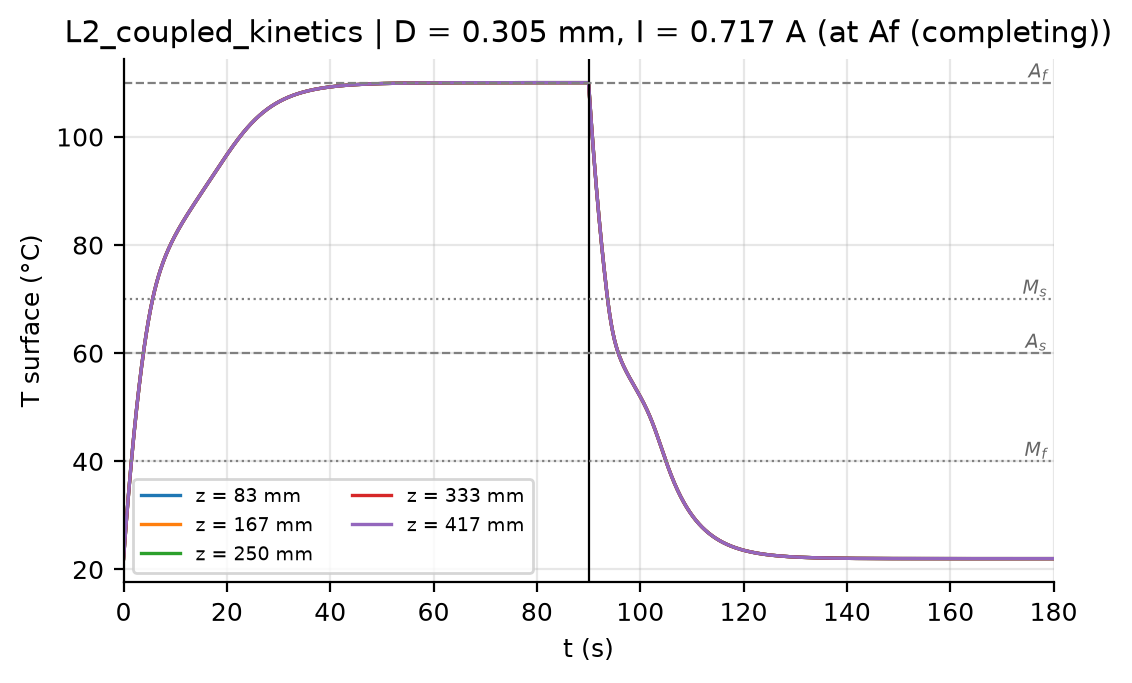 L2_coupled_kinetics | D = 0.305 mm, I = 0.717 A (at Af (completing))
T surface (°C)
100
80
60
40
20
A_f
M_s
A_s
M_f
z = 83 mm
z = 167 mm
z = 250 mm
z = 333 mm
z = 417 mm
0 20 40 60 80 100 120 140 160 180
t (s)